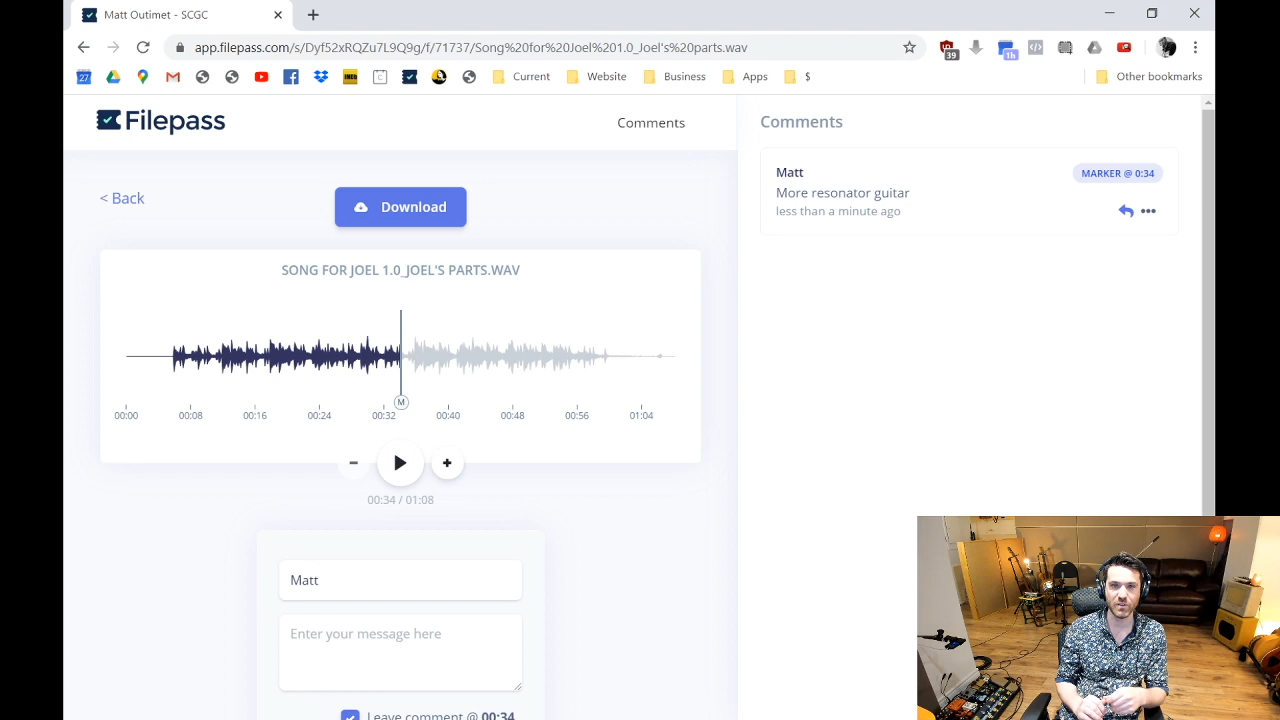 Matt Outimet - SCGC
app.filepass.com/s/Dyf52xRQZu7L9Q9g/f/71737/Song%20for%20Joel%201.0_Joel's%20parts.wav
39
1h
27
Current
Website
Business
Apps
$
Other bookmarks
Filepass
Comments
< Back
Download
SONG FOR JOEL 1.0_JOEL'S PARTS.WAV
M
00:00 00:08 00:16 00:24 00:32 00:40 00:48 00:56 01:04
00:34 / 01:08
Matt
Enter your message here
Leave comment @ 00:34
Comments
Matt
MARKER @ 0:34
More resonator guitar
less than a minute ago